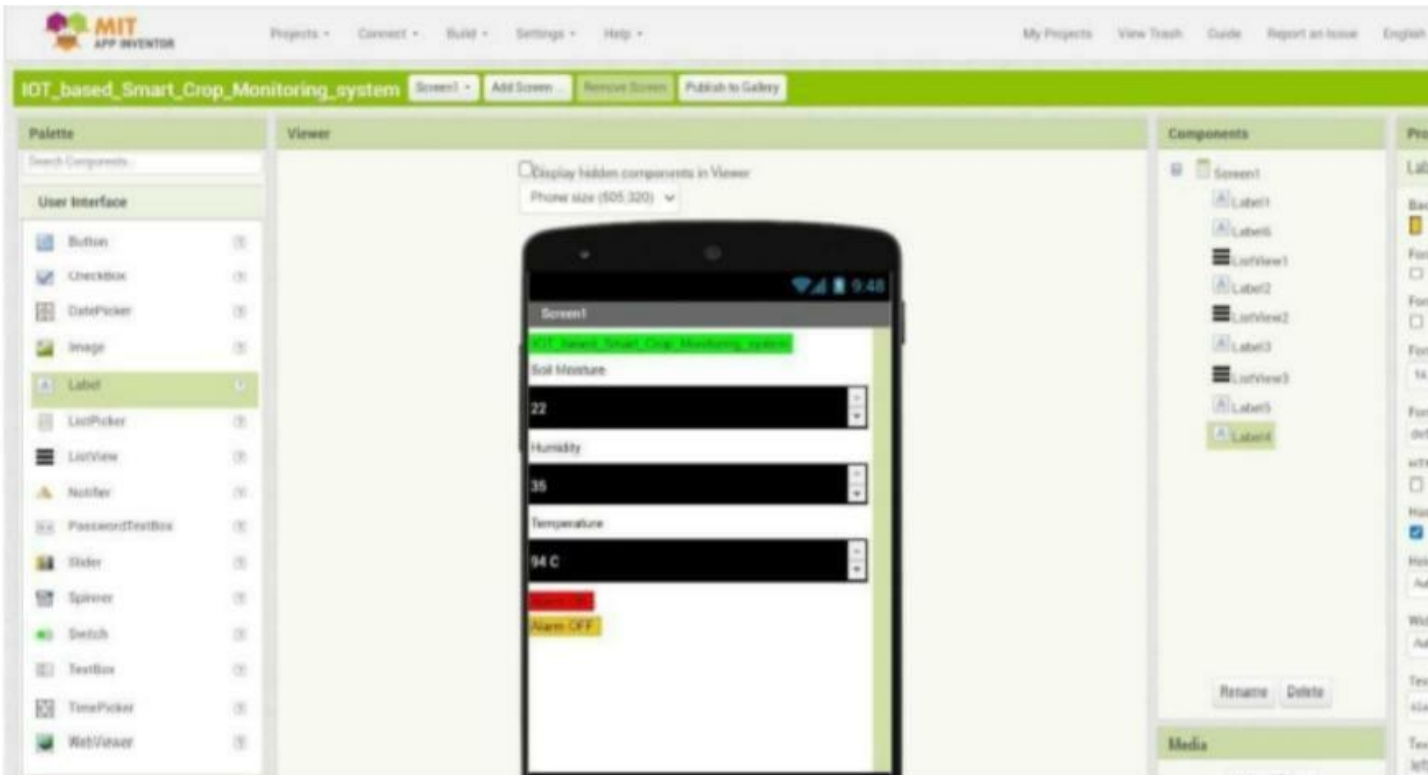 MIT
APP INVENTOR
Projects
Connect
Build
Settings
Help
My Projects
View Trash
Guide
Report an Issue
English
IOT_based_Smart_Crop_Monitoring_system
Screen1
Add Screen ...
Remove Screen
Publish to Gallery
Palette
Search Components...
User Interface
Button
CheckBox
DatePicker
Image
Label
ListPicker
ListView
Notifier
PasswordTextBox
Slider
Spinner
Switch
TextBox
TimePicker
WebViewer
Viewer
Display hidden components in Viewer
Phone size (505,320)
9:48
Screen1
IOT_based_Smart_Crop_Monitoring_system
Soil Moisture
22
Humidity
35
Temperature
94 C
Alarm OFF
Components
Screen1
Label1
Label6
ListView1
Label2
ListView2
Label3
ListView3
Label5
Label4
Rename
Delete
Media